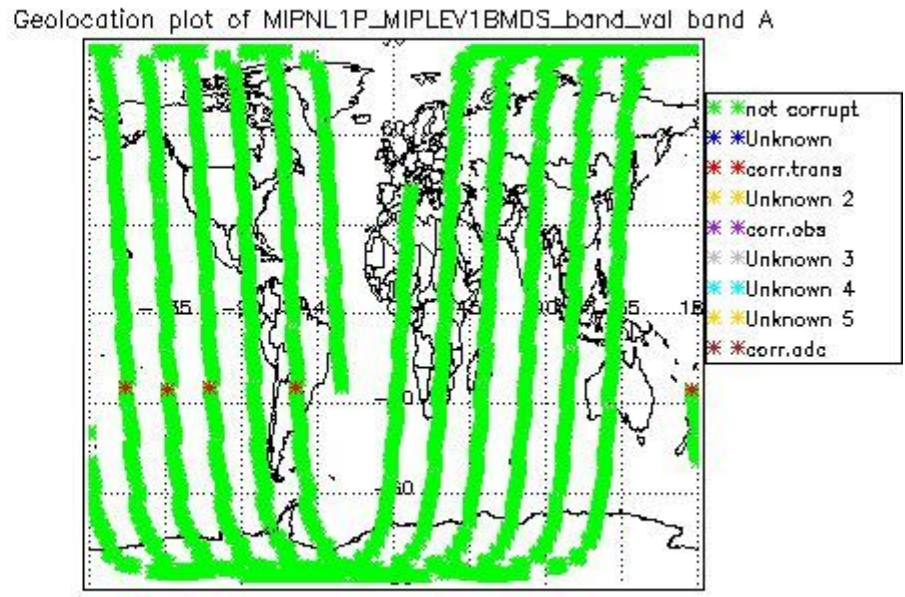 Geolocation plot of MIPNL1P_MIPLEV1BMDS_band_val band A
not corrupt
Unknown
corr.trans
Unknown 2
corr.obs
Unknown 3
Unknown 4
Unknown 5
corr.adc
60